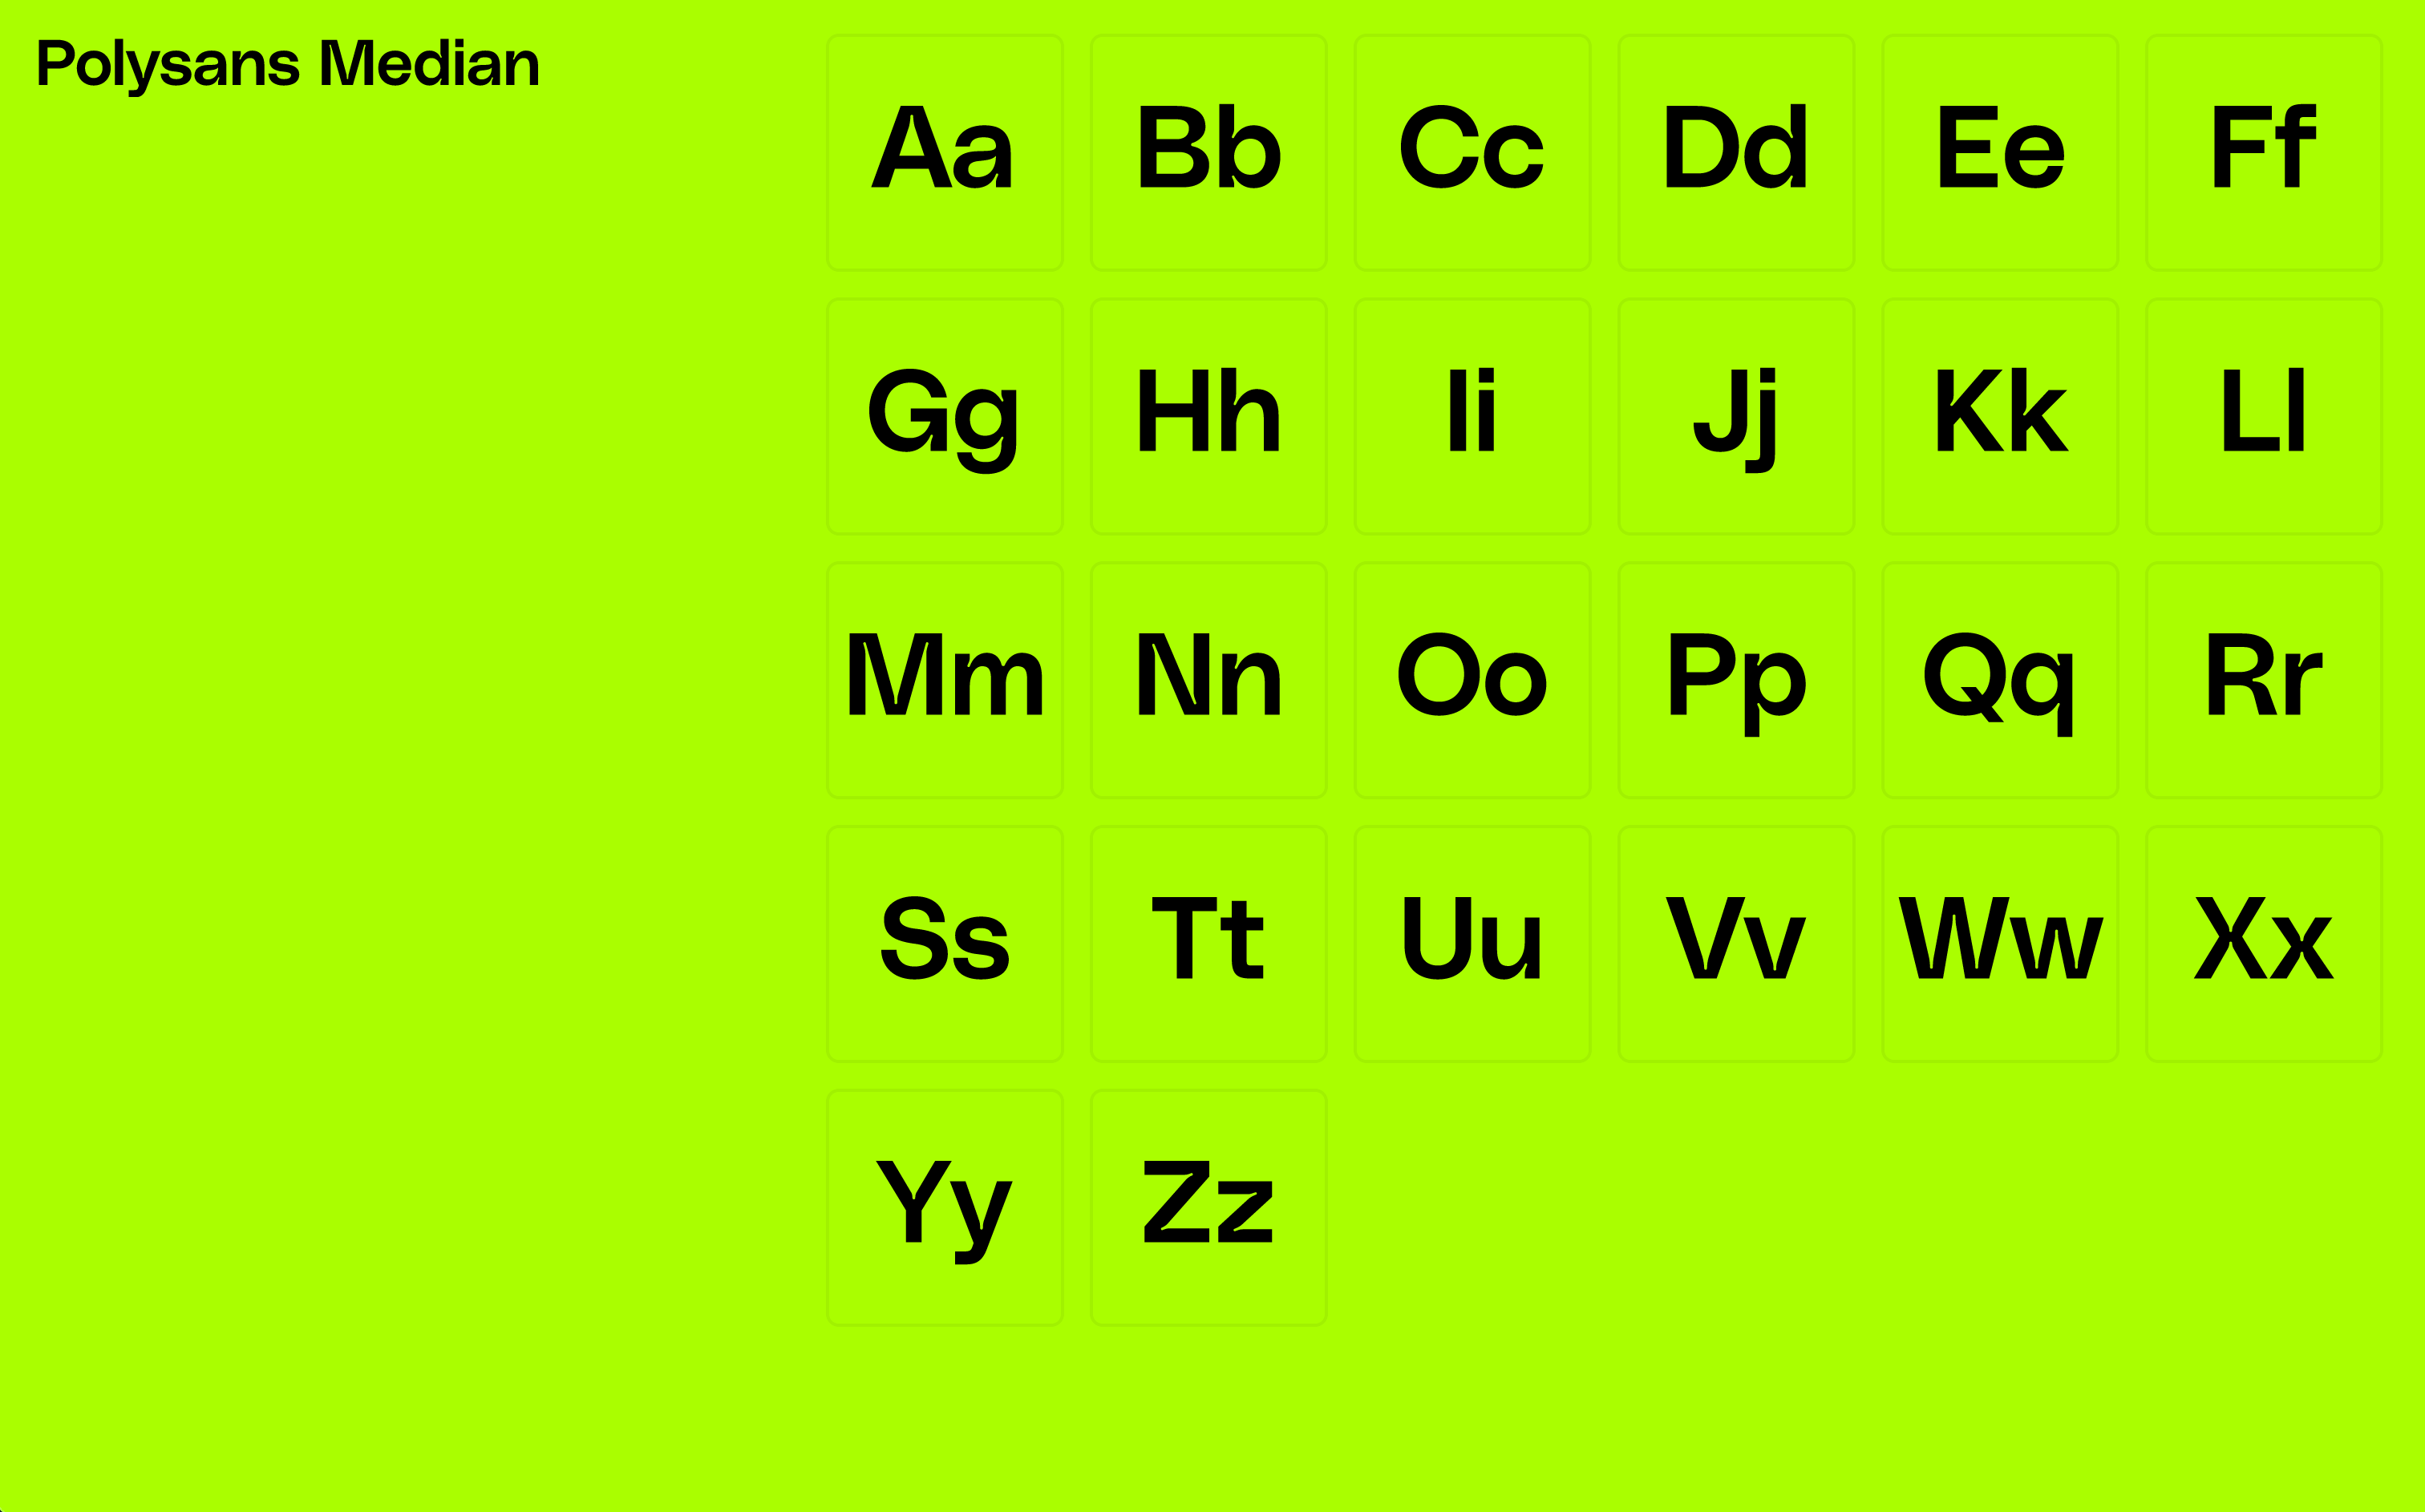 Polysans Median
Aa Bb Cc Dd Ee Ff
Gg Hh Ii Jj Kk Ll
Mm Nn Oo Pp Qq Rr
Ss Tt Uu Vv Ww Xx
Yy Zz